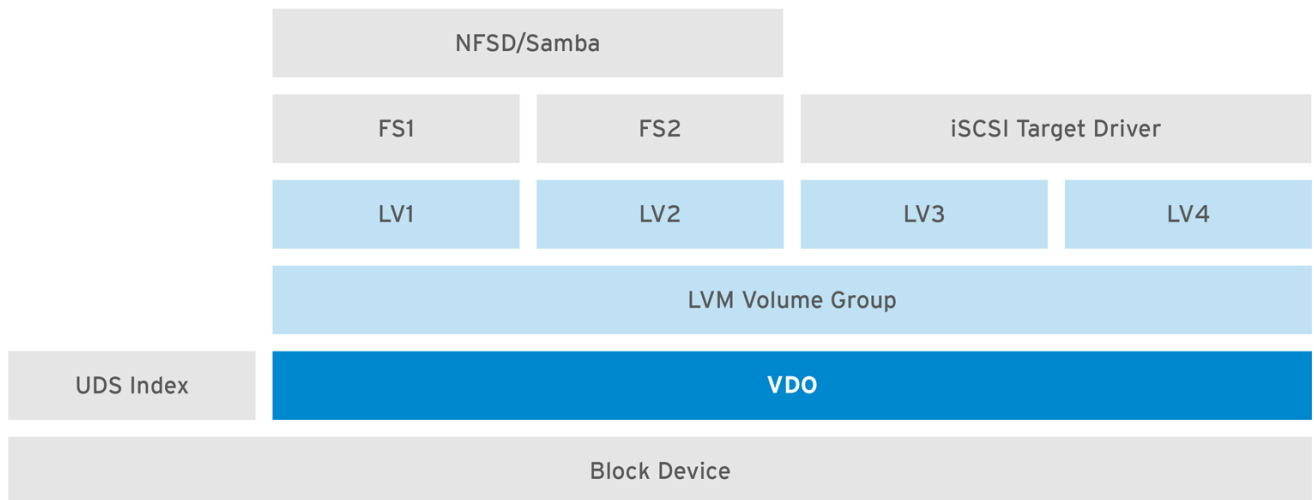 NFSD/Samba
FS1
FS2
iSCSI Target Driver
LV1
LV2
LV3
LV4
LVM Volume Group
UDS Index
VDO
Block Device